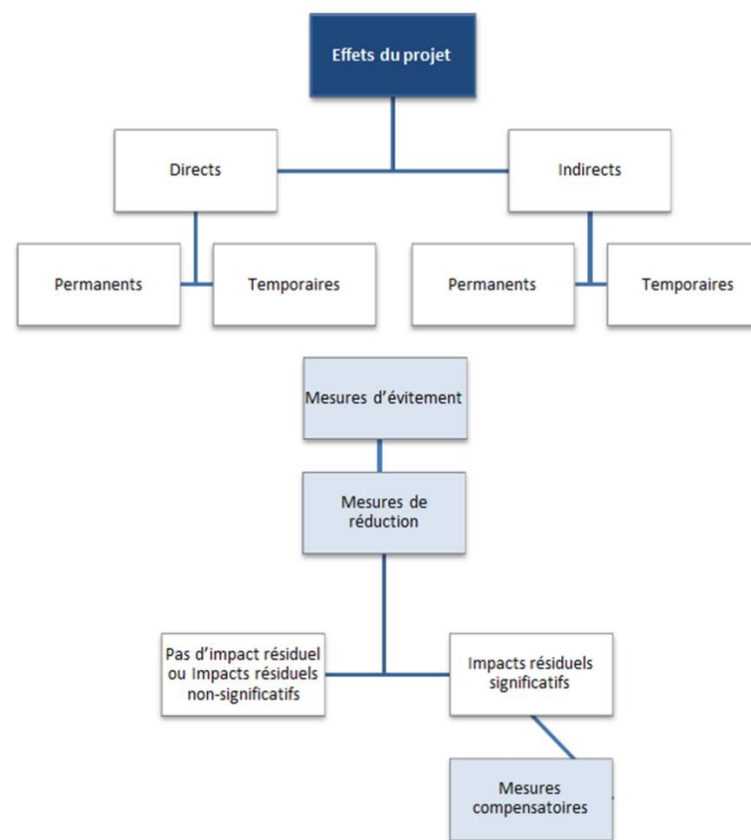 Effets du projet
Directs
Indirects
Permanents
Temporaires
Permanents
Temporaires
Mesures d'évitement
Mesures de
réduction
Pas d'impact résiduel
ou Impacts résiduels
non-significatifs
Impacts résiduels
significatifs
Mesures
compensatoires